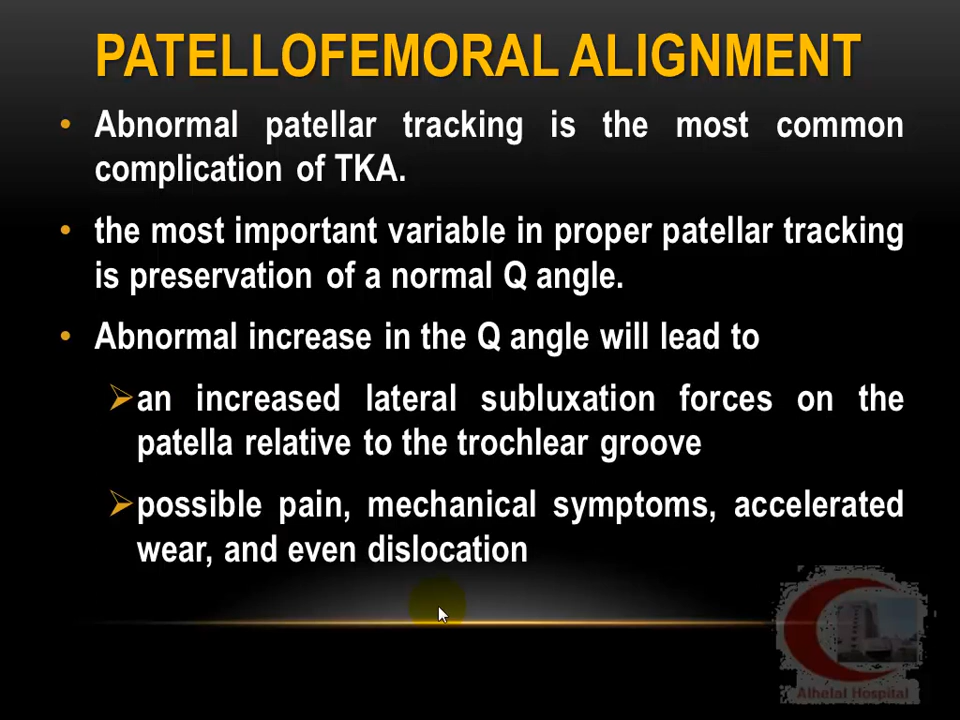 PATELLOFEMORAL ALIGNMENT
• Abnormal patellar tracking is the most common
complication of TKA.
• the most important variable in proper patellar tracking
is preservation of a normal Q angle.
• Abnormal increase in the Q angle will lead to
➢an increased lateral subluxation forces on the
patella relative to the trochlear groove
➢possible pain, mechanical symptoms, accelerated
wear, and even dislocation
Alhelal Hospital